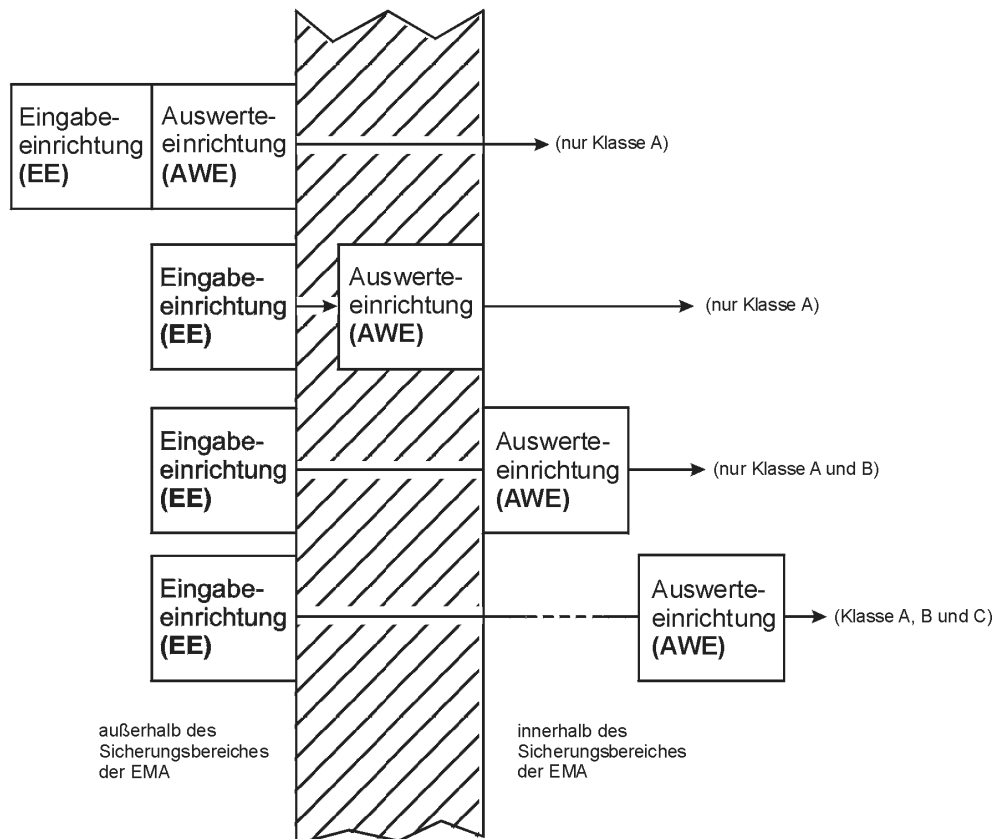 Eingabe-
einrichtung
(EE)
Auswerte-
einrichtung
(AWE)
(nur Klasse A)
Eingabe-
einrichtung
(EE)
Auswerte-
einrichtung
(AWE)
(nur Klasse A)
Eingabe-
einrichtung
(EE)
Auswerte-
einrichtung
(AWE)
(nur Klasse A und B)
Eingabe-
einrichtung
(EE)
Auswerte-
einrichtung
(AWE)
(Klasse A, B und C)
außerhalb des
Sicherungsbereiches
der EMA
innerhalb des
Sicherungsbereiches
der EMA